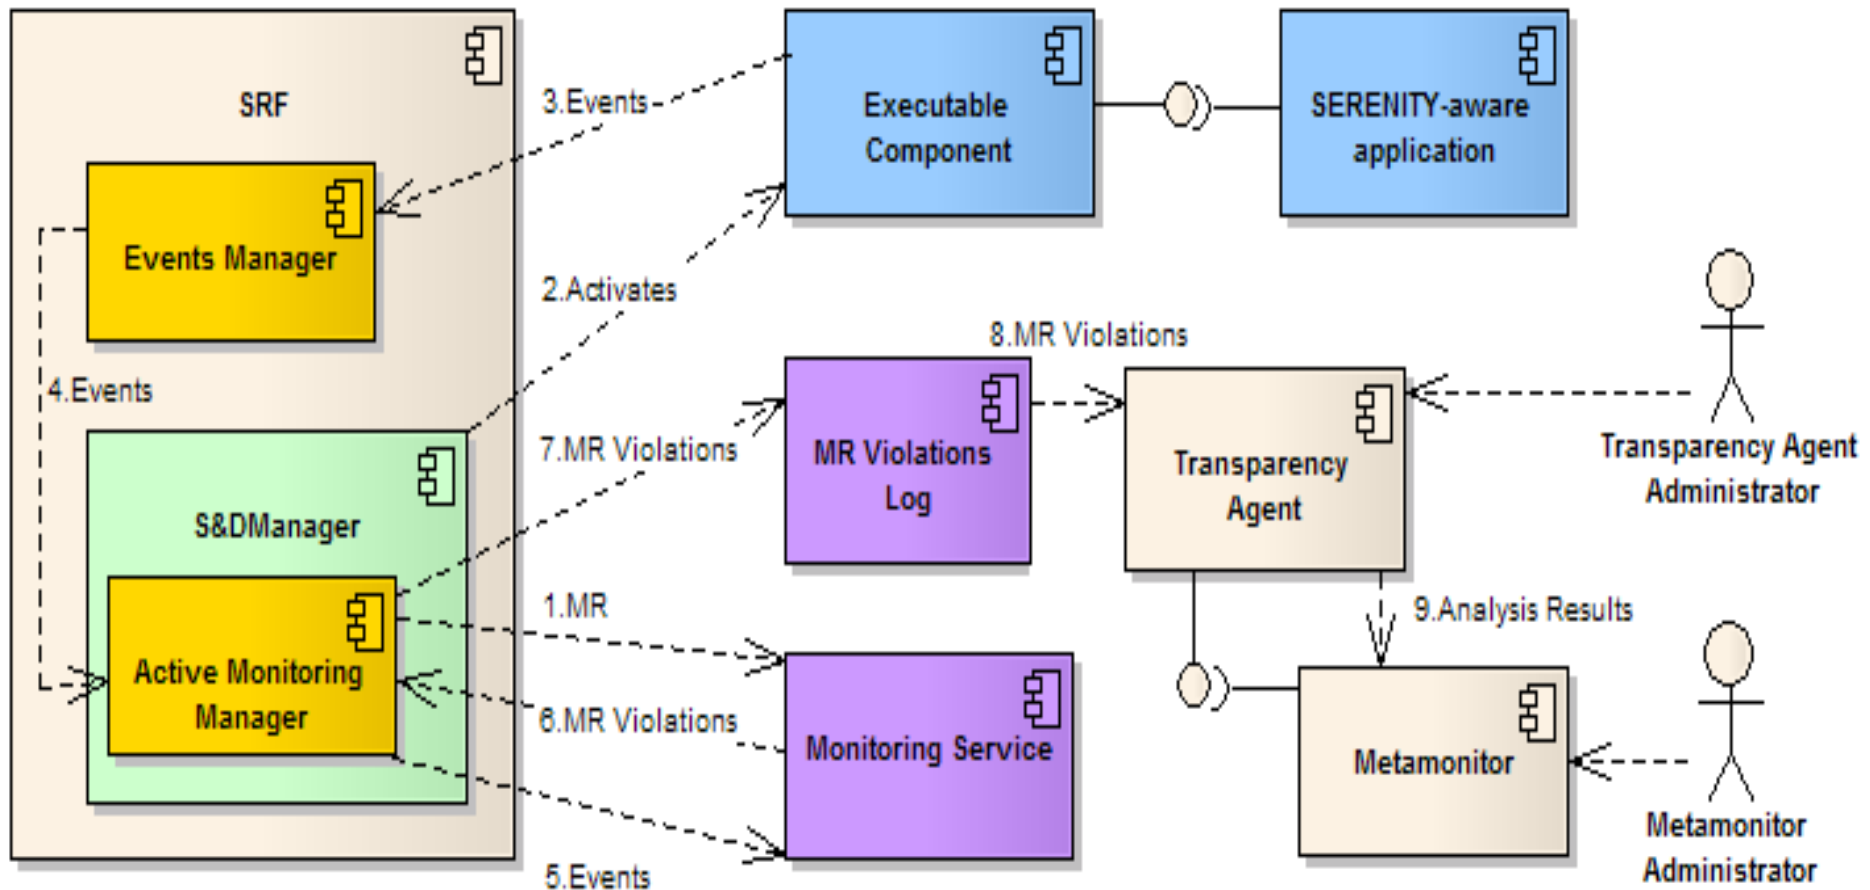 SRF
Events Manager
4.Events
S&DManager
Active Monitoring
Manager
3.Events
2.Activates
7.MR Violations
1.MR
6.MR Violations
5.Events
Executable
Component
SERENITY-aware
application
8.MR Violations
MR Violations
Log
Transparency
Agent
Transparency Agent
Administrator
9.Analysis Results
Monitoring Service
Metamonitor
Metamonitor
Administrator